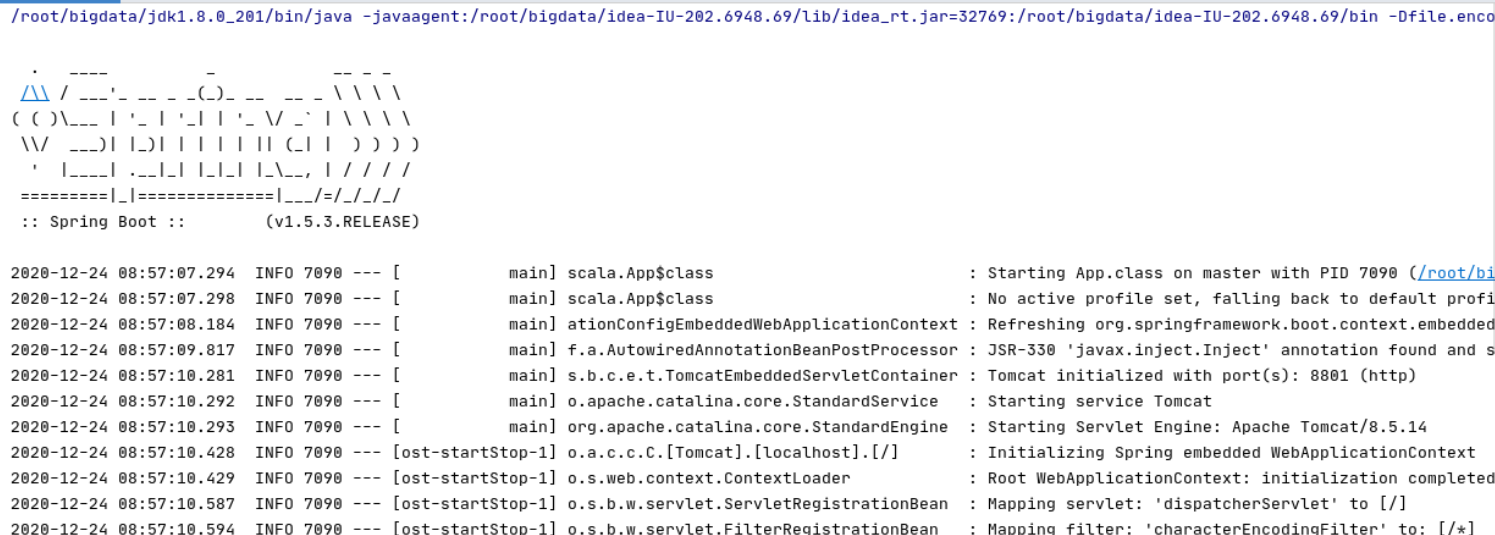 /root/bigdata/jdk1.8.0_201/bin/java -javaagent:/root/bigdata/idea-IU-202.6948.69/lib/idea_rt.jar=32769:/root/bigdata/idea-IU-202.6948.69/bin -Dfile.enco
  .   ____          _            __ _ _
 /\\ / ___'_ __ _ _(_)_ __  __ _ \ \ \ \
( ( )\___ | '_ | '_| | '_ \/ _` | \ \ \ \
 \\/  ___)| |_)| | | | | || (_| |  ) ) ) )
  '  |____| .__|_| |_|_| |_\__, | / / / /
 =========|_|==============|___/=/_/_/_/
 :: Spring Boot ::        (v1.5.3.RELEASE)
2020-12-24 08:57:07.294  INFO 7090 --- [           main] scala.App$class                          : Starting App.class on master with PID 7090 (/root/bi
2020-12-24 08:57:07.298  INFO 7090 --- [           main] scala.App$class                          : No active profile set, falling back to default profi
2020-12-24 08:57:08.184  INFO 7090 --- [           main] ationConfigEmbeddedWebApplicationContext : Refreshing org.springframework.boot.context.embedded
2020-12-24 08:57:09.817  INFO 7090 --- [           main] f.a.AutowiredAnnotationBeanPostProcessor : JSR-330 'javax.inject.Inject' annotation found and s
2020-12-24 08:57:10.281  INFO 7090 --- [           main] s.b.c.e.t.TomcatEmbeddedServletContainer : Tomcat initialized with port(s): 8801 (http)
2020-12-24 08:57:10.292  INFO 7090 --- [           main] o.apache.catalina.core.StandardService   : Starting service Tomcat
2020-12-24 08:57:10.293  INFO 7090 --- [           main] org.apache.catalina.core.StandardEngine  : Starting Servlet Engine: Apache Tomcat/8.5.14
2020-12-24 08:57:10.428  INFO 7090 --- [ost-startStop-1] o.a.c.c.C.[Tomcat].[localhost].[/]       : Initializing Spring embedded WebApplicationContext
2020-12-24 08:57:10.429  INFO 7090 --- [ost-startStop-1] o.s.web.context.ContextLoader            : Root WebApplicationContext: initialization completed
2020-12-24 08:57:10.587  INFO 7090 --- [ost-startStop-1] o.s.b.w.servlet.ServletRegistrationBean  : Mapping servlet: 'dispatcherServlet' to [/]
2020-12-24 08:57:10.594  INFO 7090 --- [ost-startStop-1] o.s.b.w.servlet.FilterRegistrationBean   : Mapping filter: 'characterEncodingFilter' to: [/*]